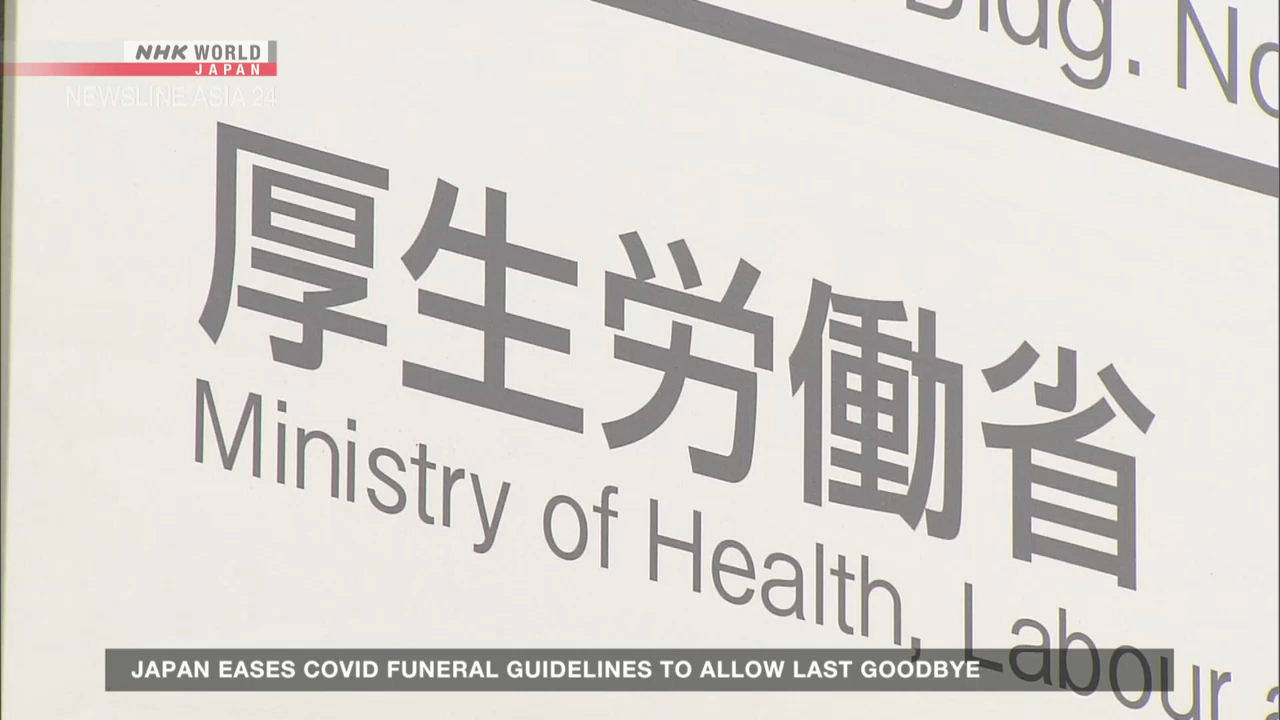 NHK WORLD
JAPAN
NEWSLINE ASIA 24
Bldg. No
厚生労働省
Ministry of Health, Labour a
JAPAN EASES COVID FUNERAL GUIDELINES TO ALLOW LAST GOODBYE